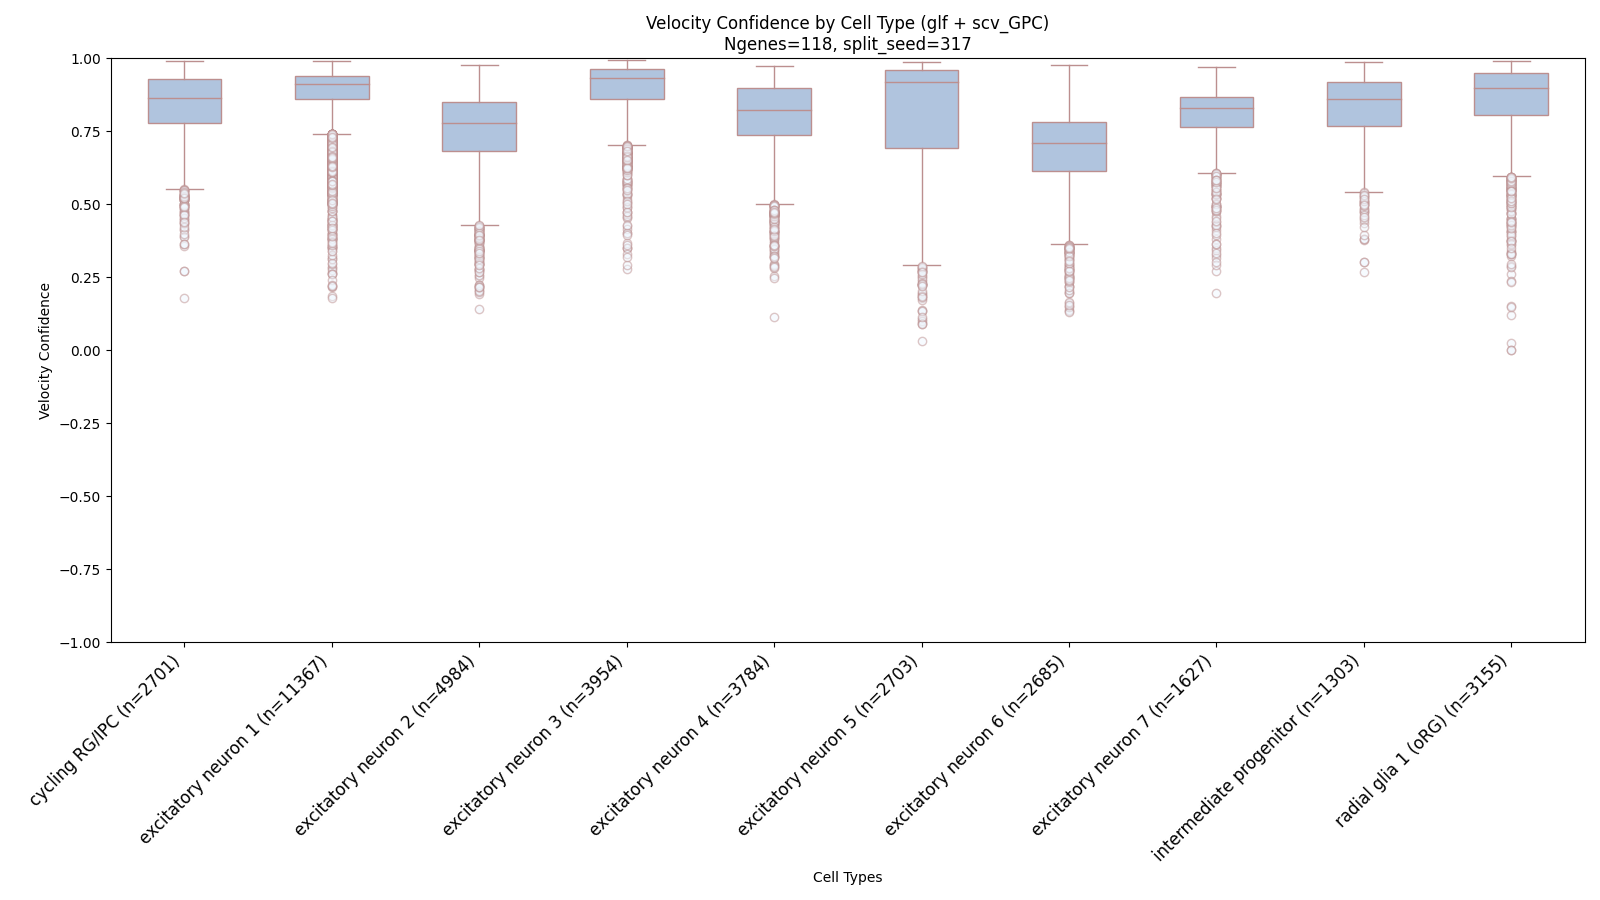 Velocity Confidence by Cell Type (glf + scv_GPC)
Ngenes=118, split_seed=317
Velocity Confidence
1.00
0.75
0.50
0.25
0.00
−0.25
−0.50
−0.75
−1.00
cycling RG/IPC (n=2701)
excitatory neuron 1 (n=11367)
excitatory neuron 2 (n=4984)
excitatory neuron 3 (n=3954)
excitatory neuron 4 (n=3784)
excitatory neuron 5 (n=2703)
excitatory neuron 6 (n=2685)
excitatory neuron 7 (n=1627)
intermediate progenitor (n=1303)
radial glia 1 (oRG) (n=3155)
Cell Types